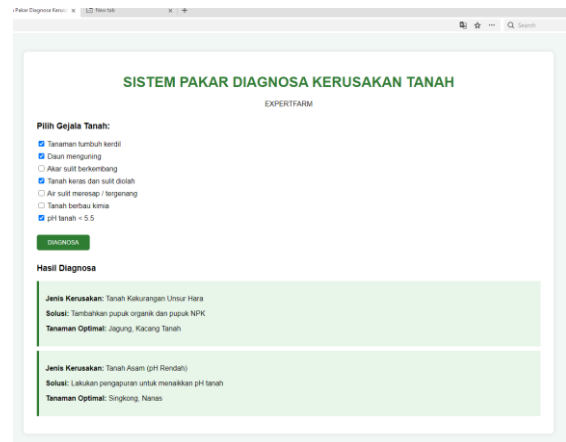 Pakar Diagnosa Kerus
New tab
Search
SISTEM PAKAR DIAGNOSA KERUSAKAN TANAH
EXPERTFARM
Pilih Gejala Tanah:
Tanaman tumbuh kerdil
Daun menguning
Akar sulit berkembang
Tanah keras dan sulit diolah
Air sulit meresap / tergenang
Tanah berbau kimia
pH tanah < 5.5
DIAGNOSA
Hasil Diagnosa
Jenis Kerusakan: Tanah Kekurangan Unsur Hara
Solusi: Tambahkan pupuk organik dan pupuk NPK
Tanaman Optimal: Jagung, Kacang Tanah
Jenis Kerusakan: Tanah Asam (pH Rendah)
Solusi: Lakukan pengapuran untuk menaikkan pH tanah
Tanaman Optimal: Singkong, Nanas